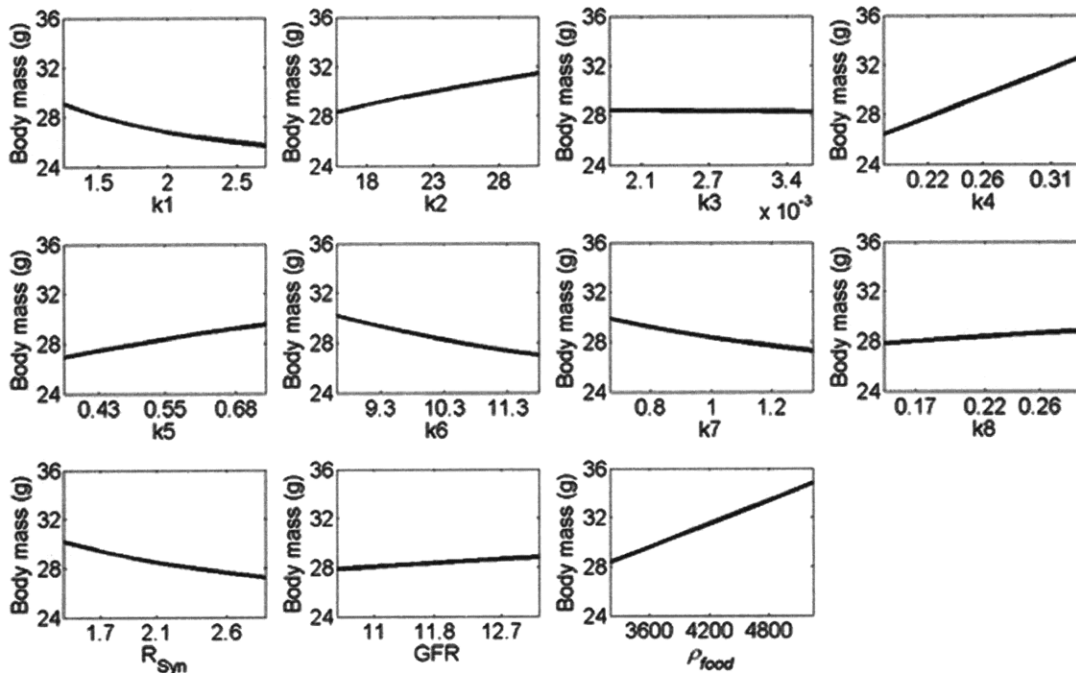 Body mass (g)
36
32
28
24
1.5 2 2.5
k1
Body mass (g)
36
32
28
24
18 23 28
k2
Body mass (g)
36
32
28
24
2.1 2.7 3.4
k3 x 10^-3
Body mass (g)
36
32
28
24
0.22 0.26 0.31
k4
Body mass (g)
36
32
28
24
0.43 0.55 0.68
k5
Body mass (g)
36
32
28
24
9.3 10.3 11.3
k6
Body mass (g)
36
32
28
24
0.8 1 1.2
k7
Body mass (g)
36
32
28
24
0.17 0.22 0.26
k8
Body mass (g)
36
32
28
24
1.7 2.1 2.6
R_Syn
Body mass (g)
36
32
28
24
11 11.8 12.7
GFR
Body mass (g)
36
32
28
24
3600 4200 4800
ρ_food